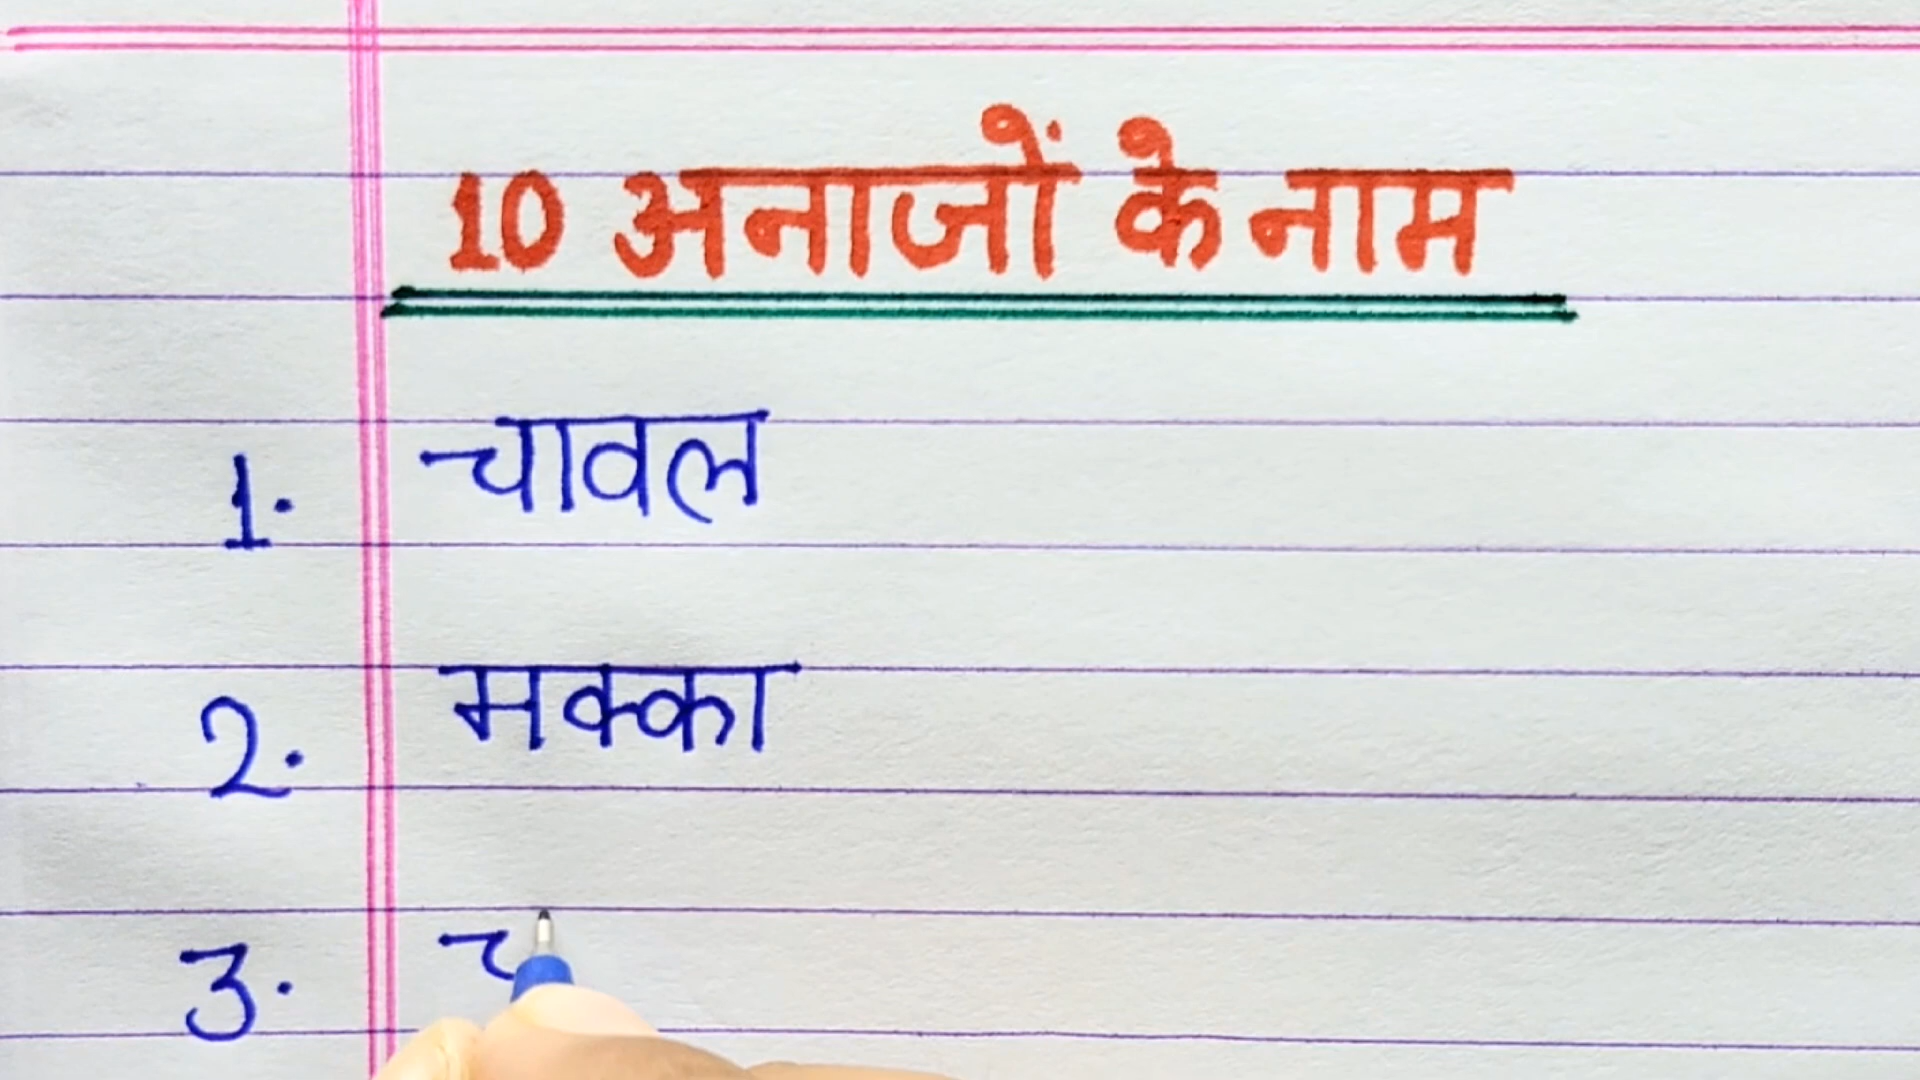 10 अनाजों के नाम
1. चावल
2. मक्का
3. च